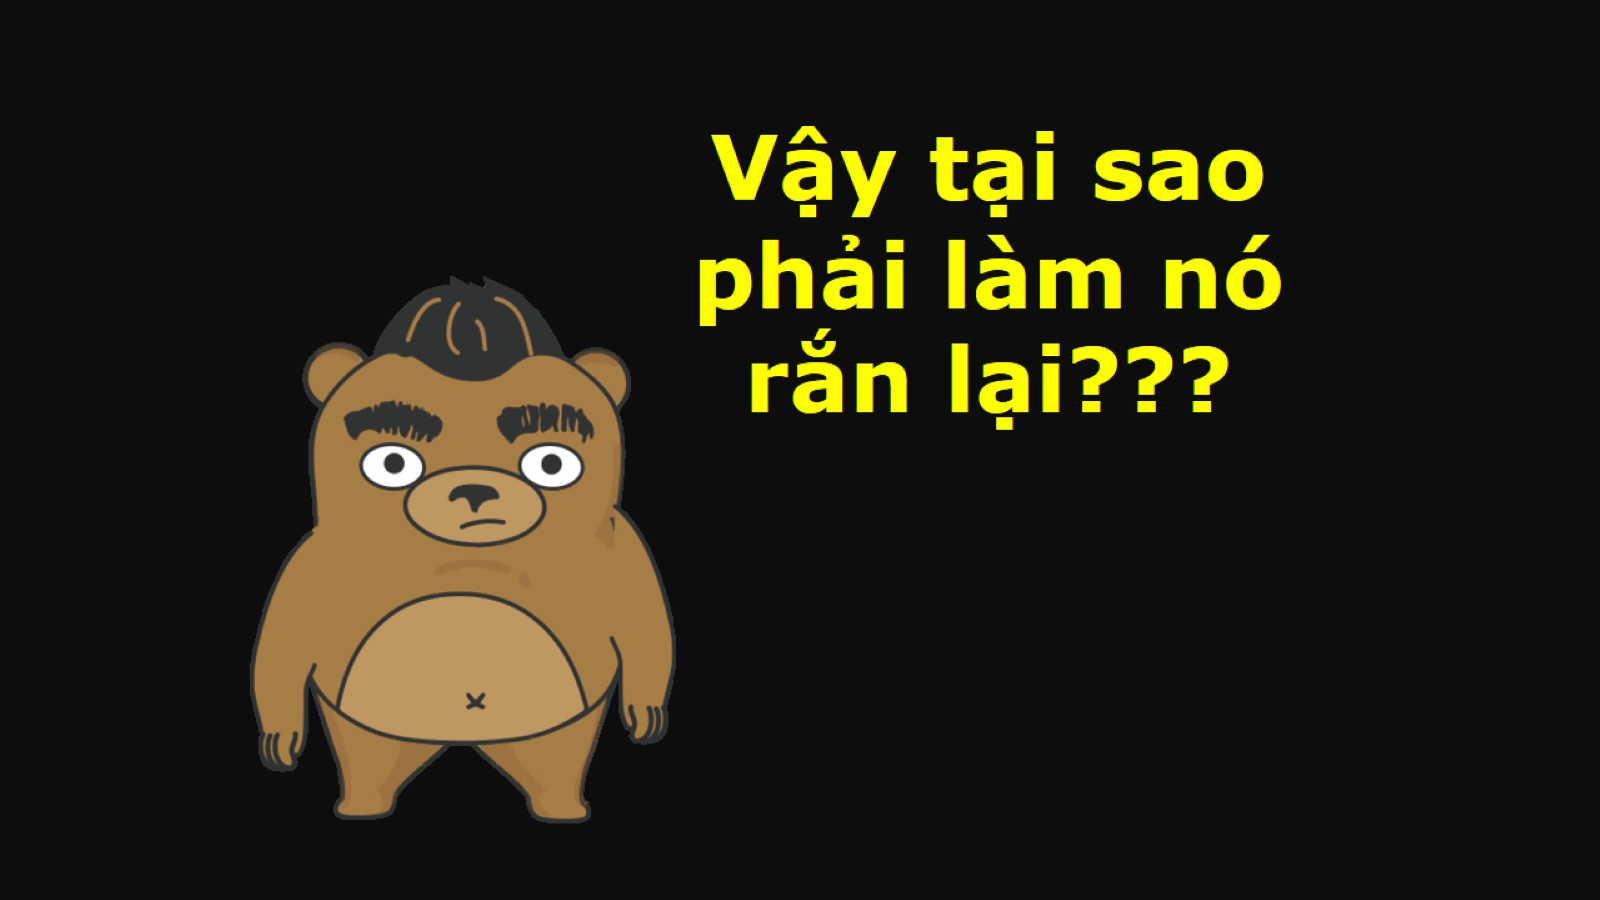 Vậy tại sao
phải làm nó
rắn lại???